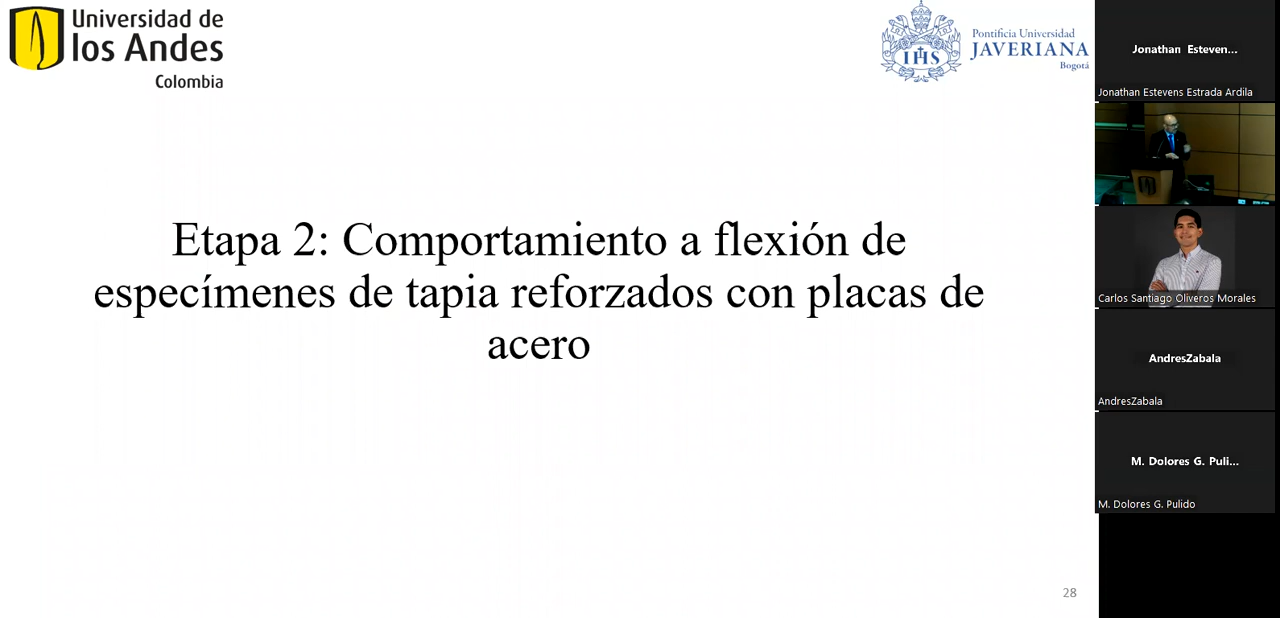 Universidad de
los Andes
Colombia
IHS
Pontificia Universidad
JAVERIANA
Bogotá
Etapa 2: Comportamiento a flexión de
especímenes de tapia reforzados con placas de
acero
28
Jonathan Esteven...
Jonathan Estevens Estrada Ardila
Carlos Santiago Oliveros Morales
AndresZabala
AndresZabala
M. Dolores G. Puli...
M. Dolores G. Pulido